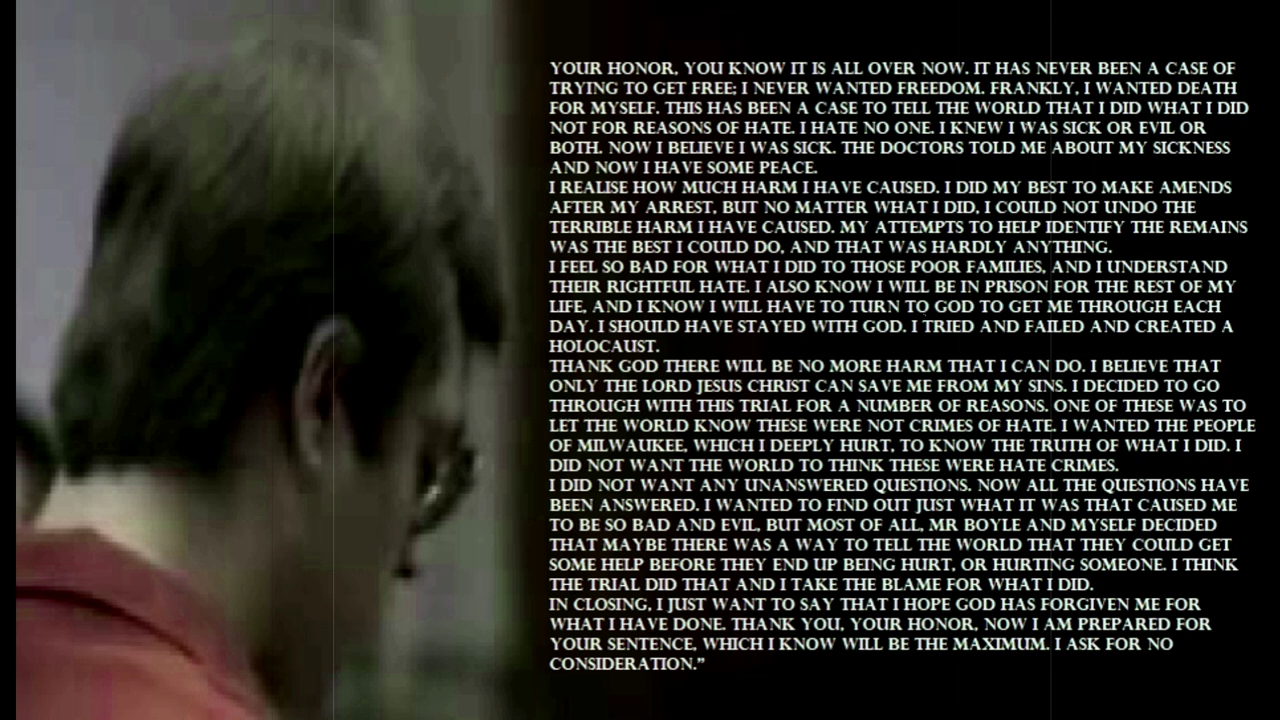 YOUR HONOR, YOU KNOW IT IS ALL OVER NOW. IT HAS NEVER BEEN A CASE OF
TRYING TO GET FREE; I NEVER WANTED FREEDOM. FRANKLY, I WANTED DEATH
FOR MYSELF. THIS HAS BEEN A CASE TO TELL THE WORLD THAT I DID WHAT I DID
NOT FOR REASONS OF HATE. I HATE NO ONE. I KNEW I WAS SICK OR EVIL OR
BOTH. NOW I BELIEVE I WAS SICK. THE DOCTORS TOLD ME ABOUT MY SICKNESS
AND NOW I HAVE SOME PEACE.
I REALISE HOW MUCH HARM I HAVE CAUSED. I DID MY BEST TO MAKE AMENDS
AFTER MY ARREST, BUT NO MATTER WHAT I DID, I COULD NOT UNDO THE
TERRIBLE HARM I HAVE CAUSED. MY ATTEMPTS TO HELP IDENTIFY THE REMAINS
WAS THE BEST I COULD DO, AND THAT WAS HARDLY ANYTHING.
I FEEL SO BAD FOR WHAT I DID TO THOSE POOR FAMILIES, AND I UNDERSTAND
THEIR RIGHTFUL HATE. I ALSO KNOW I WILL BE IN PRISON FOR THE REST OF MY
LIFE, AND I KNOW I WILL HAVE TO TURN TO GOD TO GET ME THROUGH EACH
DAY. I SHOULD HAVE STAYED WITH GOD. I TRIED AND FAILED AND CREATED A
HOLOCAUST.
THANK GOD THERE WILL BE NO MORE HARM THAT I CAN DO. I BELIEVE THAT
ONLY THE LORD JESUS CHRIST CAN SAVE ME FROM MY SINS. I DECIDED TO GO
THROUGH WITH THIS TRIAL FOR A NUMBER OF REASONS. ONE OF THESE WAS TO
LET THE WORLD KNOW THESE WERE NOT CRIMES OF HATE. I WANTED THE PEOPLE
OF MILWAUKEE, WHICH I DEEPLY HURT, TO KNOW THE TRUTH OF WHAT I DID. I
DID NOT WANT THE WORLD TO THINK THESE WERE HATE CRIMES.
I DID NOT WANT ANY UNANSWERED QUESTIONS. NOW ALL THE QUESTIONS HAVE
BEEN ANSWERED. I WANTED TO FIND OUT JUST WHAT IT WAS THAT CAUSED ME
TO BE SO BAD AND EVIL, BUT MOST OF ALL, MR BOYLE AND MYSELF DECIDED
THAT MAYBE THERE WAS A WAY TO TELL THE WORLD THAT THEY COULD GET
SOME HELP BEFORE THEY END UP BEING HURT, OR HURTING SOMEONE. I THINK
THE TRIAL DID THAT AND I TAKE THE BLAME FOR WHAT I DID.
IN CLOSING, I JUST WANT TO SAY THAT I HOPE GOD HAS FORGIVEN ME FOR
WHAT I HAVE DONE. THANK YOU, YOUR HONOR, NOW I AM PREPARED FOR
YOUR SENTENCE, WHICH I KNOW WILL BE THE MAXIMUM. I ASK FOR NO
CONSIDERATION.”